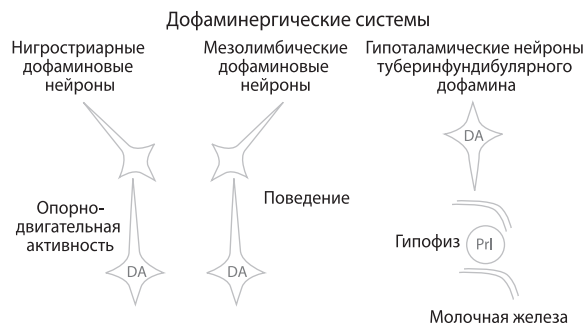 Дофаминергические системы
Нигростриарные
дофаминовые
нейроны
Мезолимбические
дофаминовые
нейроны
Гипоталамические нейроны
туберинфундибулярного
дофамина
DA
Опорно-
двигательная
активность
Поведение
Гипофиз
Prl
DA
DA
Молочная железа